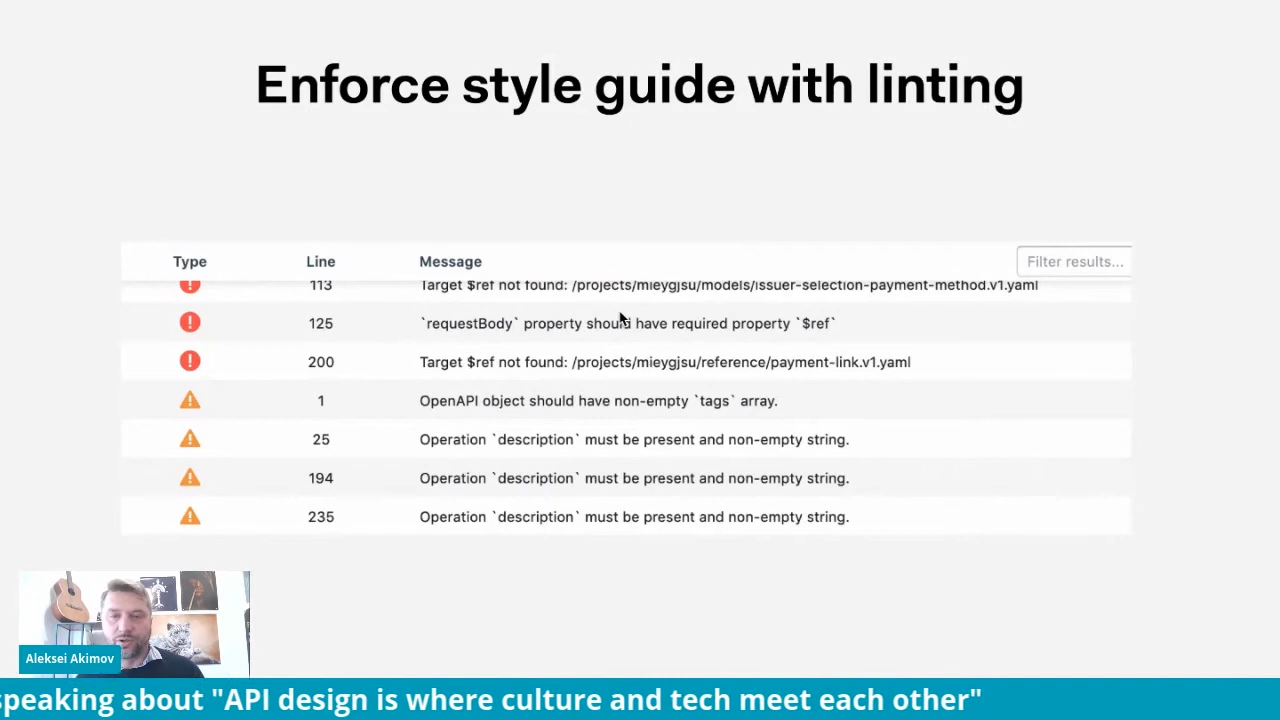 Enforce style guide with linting
Type Line Message Filter results...
113 Target $ref not found: /projects/mieygjsu/models/issuer-selection-payment-method.v1.yaml
125 `requestBody` property should have required property `$ref`
200 Target $ref not found: /projects/mieygjsu/reference/payment-link.v1.yaml
1 OpenAPI object should have non-empty `tags` array.
25 Operation `description` must be present and non-empty string.
194 Operation `description` must be present and non-empty string.
235 Operation `description` must be present and non-empty string.
Aleksei Akimov
speaking about "API design is where culture and tech meet each other"